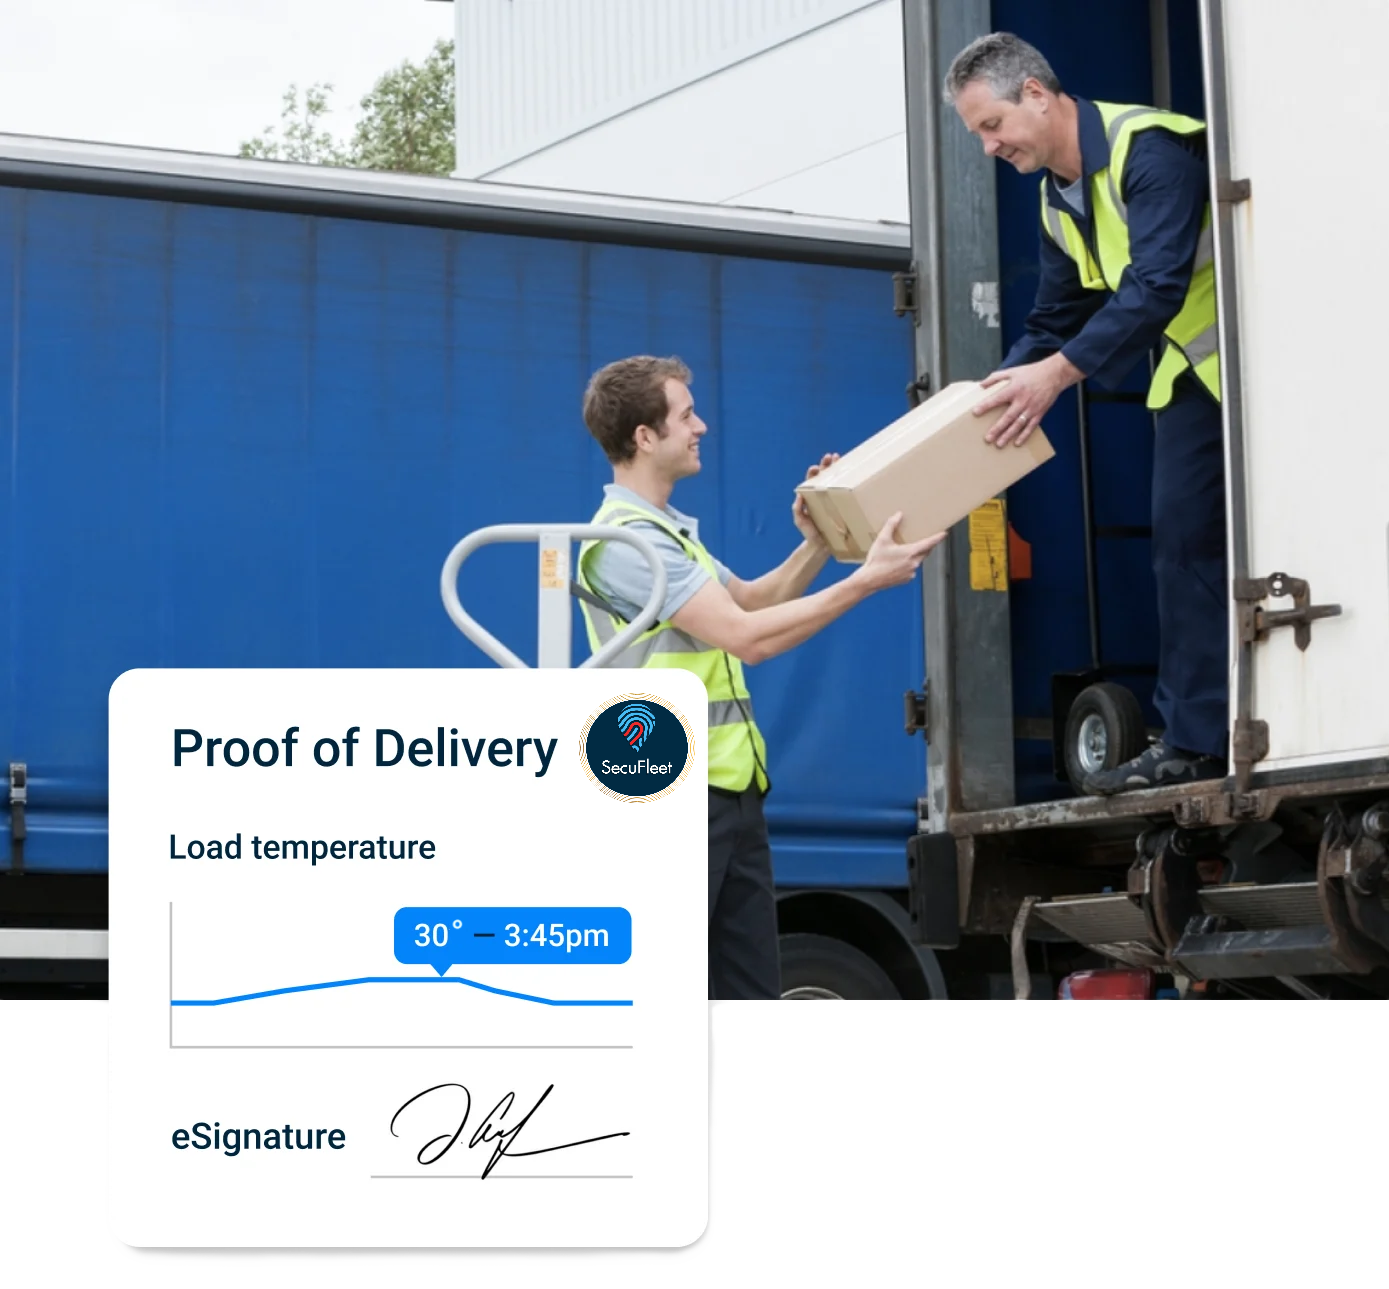 Proof of Delivery
SecuFleet
Load temperature
30° – 3:45pm
eSignature